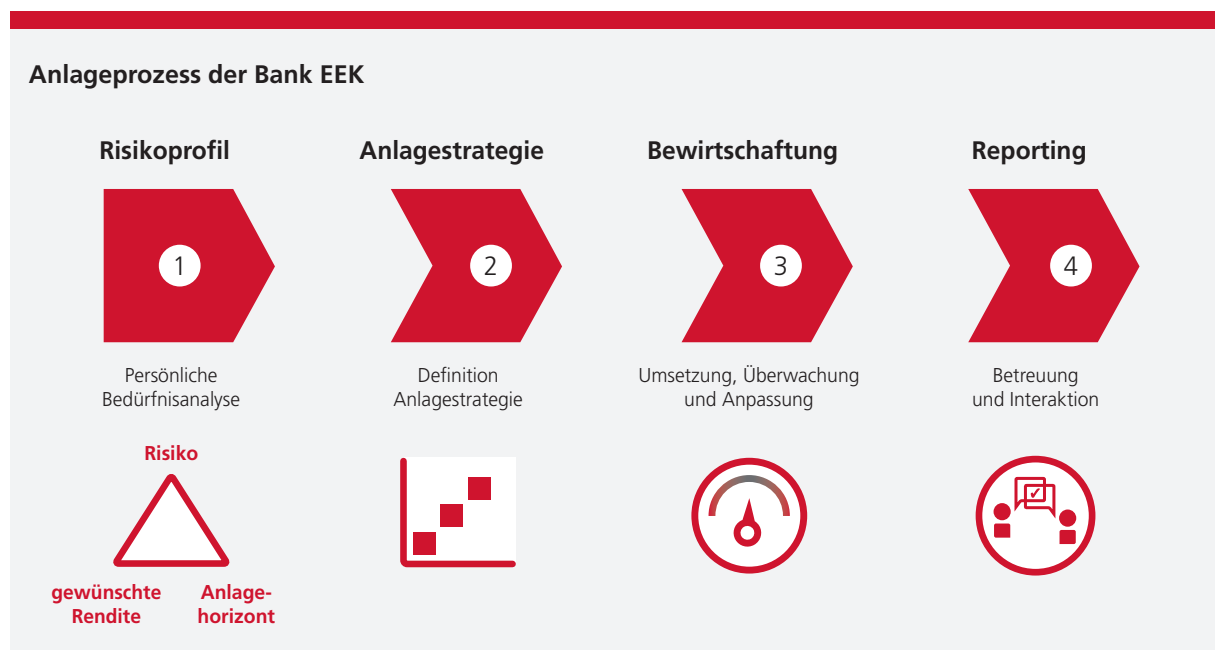 Anlageprozess der Bank EEK
Risikoprofil
1
Persönliche
Bedürfnisanalyse
Risiko
gewünschte
Rendite
Anlage-
horizont
Anlagestrategie
2
Definition
Anlagestrategie
Bewirtschaftung
3
Umsetzung, Überwachung
und Anpassung
Reporting
4
Betreuung
und Interaktion